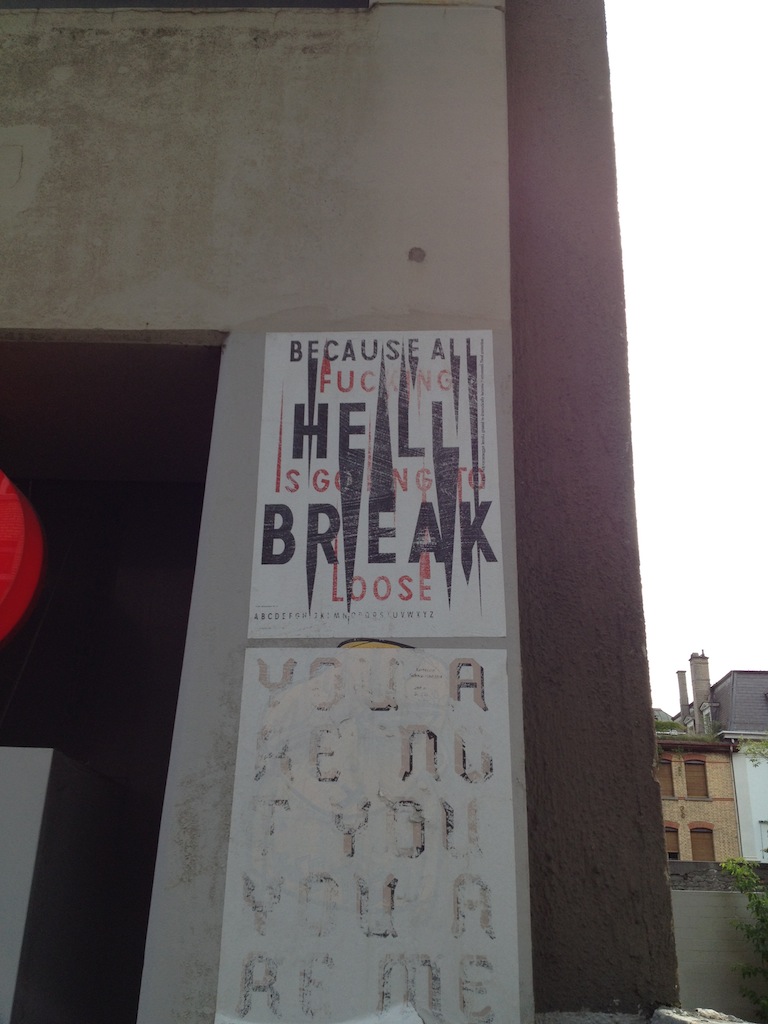 BECAUSE ALL
FUCKING
HELL
IS GOING TO
BREAK
LOOSE
ABCDEFGHIJKLMNOPQRSTUVWXYZ
YOU A
RE NO
T YOU
YOU A
RE ME